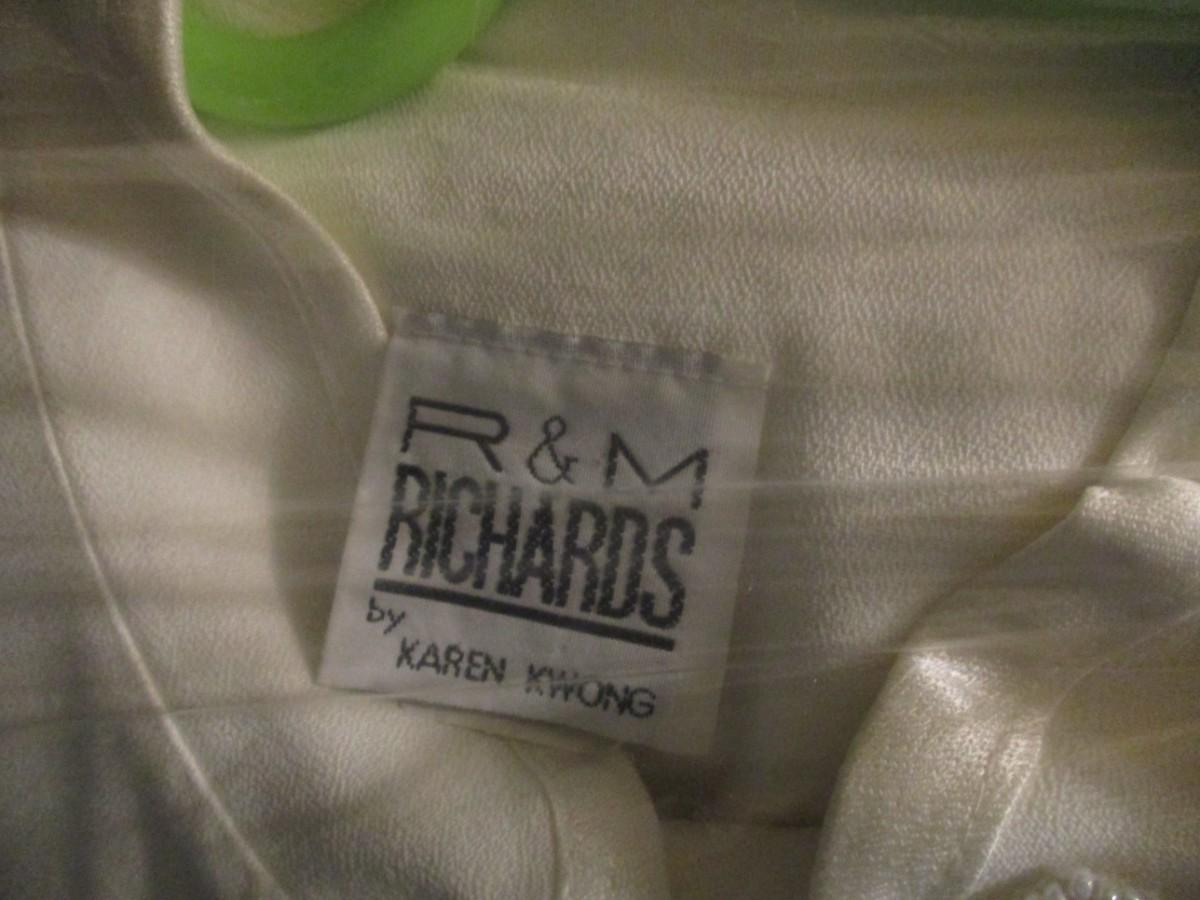 R & M
RICHARDS
by
KAREN KWONG